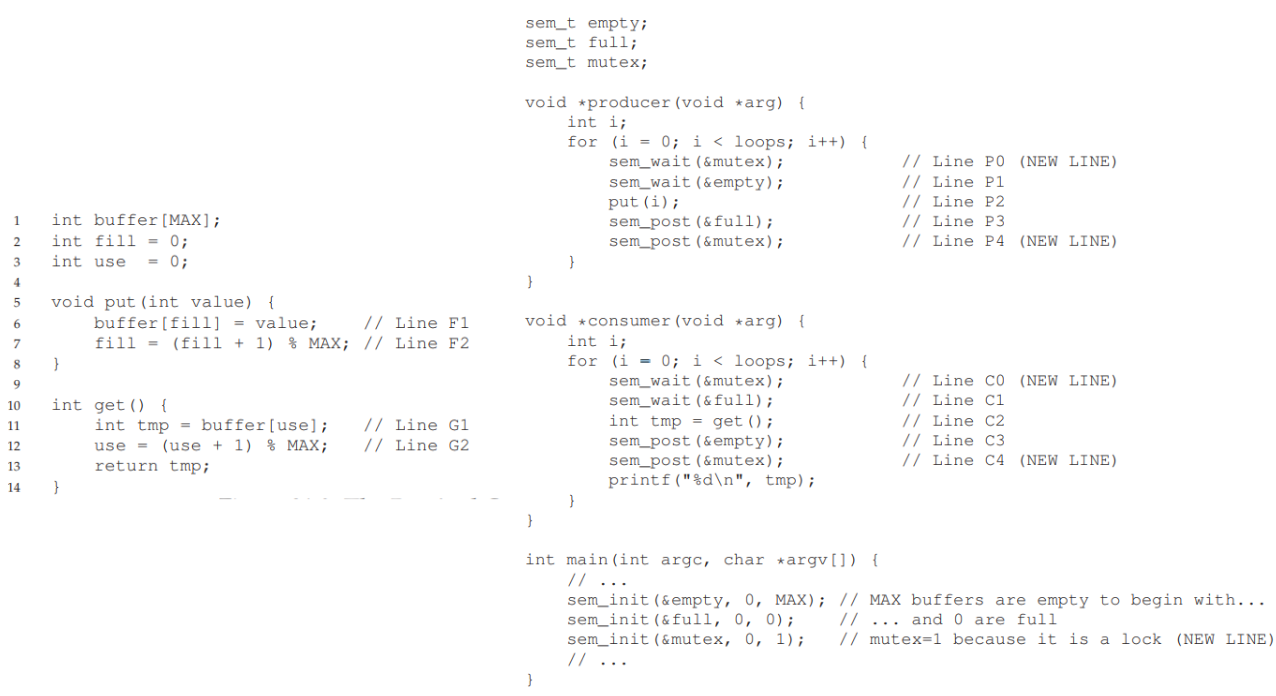 1 int buffer[MAX];
2 int fill = 0;
3 int use  = 0;
4
5 void put(int value) {
6     buffer[fill] = value;    // Line F1
7     fill = (fill + 1) % MAX; // Line F2
8 }
9
10 int get() {
11     int tmp = buffer[use];   // Line G1
12     use = (use + 1) % MAX;   // Line G2
13     return tmp;
14 }
sem_t empty;
sem_t full;
sem_t mutex;

void *producer(void *arg) {
    int i;
    for (i = 0; i < loops; i++) {
        sem_wait(&mutex);           // Line P0 (NEW LINE)
        sem_wait(&empty);           // Line P1
        put(i);                     // Line P2
        sem_post(&full);            // Line P3
        sem_post(&mutex);           // Line P4 (NEW LINE)
    }
}

void *consumer(void *arg) {
    int i;
    for (i = 0; i < loops; i++) {
        sem_wait(&mutex);           // Line C0 (NEW LINE)
        sem_wait(&full);            // Line C1
        int tmp = get();            // Line C2
        sem_post(&empty);           // Line C3
        sem_post(&mutex);           // Line C4 (NEW LINE)
        printf("%d\n", tmp);
    }
}

int main(int argc, char *argv[]) {
    // ...
    sem_init(&empty, 0, MAX); // MAX buffers are empty to begin with...
    sem_init(&full, 0, 0);    // ... and 0 are full
    sem_init(&mutex, 0, 1);   // mutex=1 because it is a lock (NEW LINE)
    // ...
}